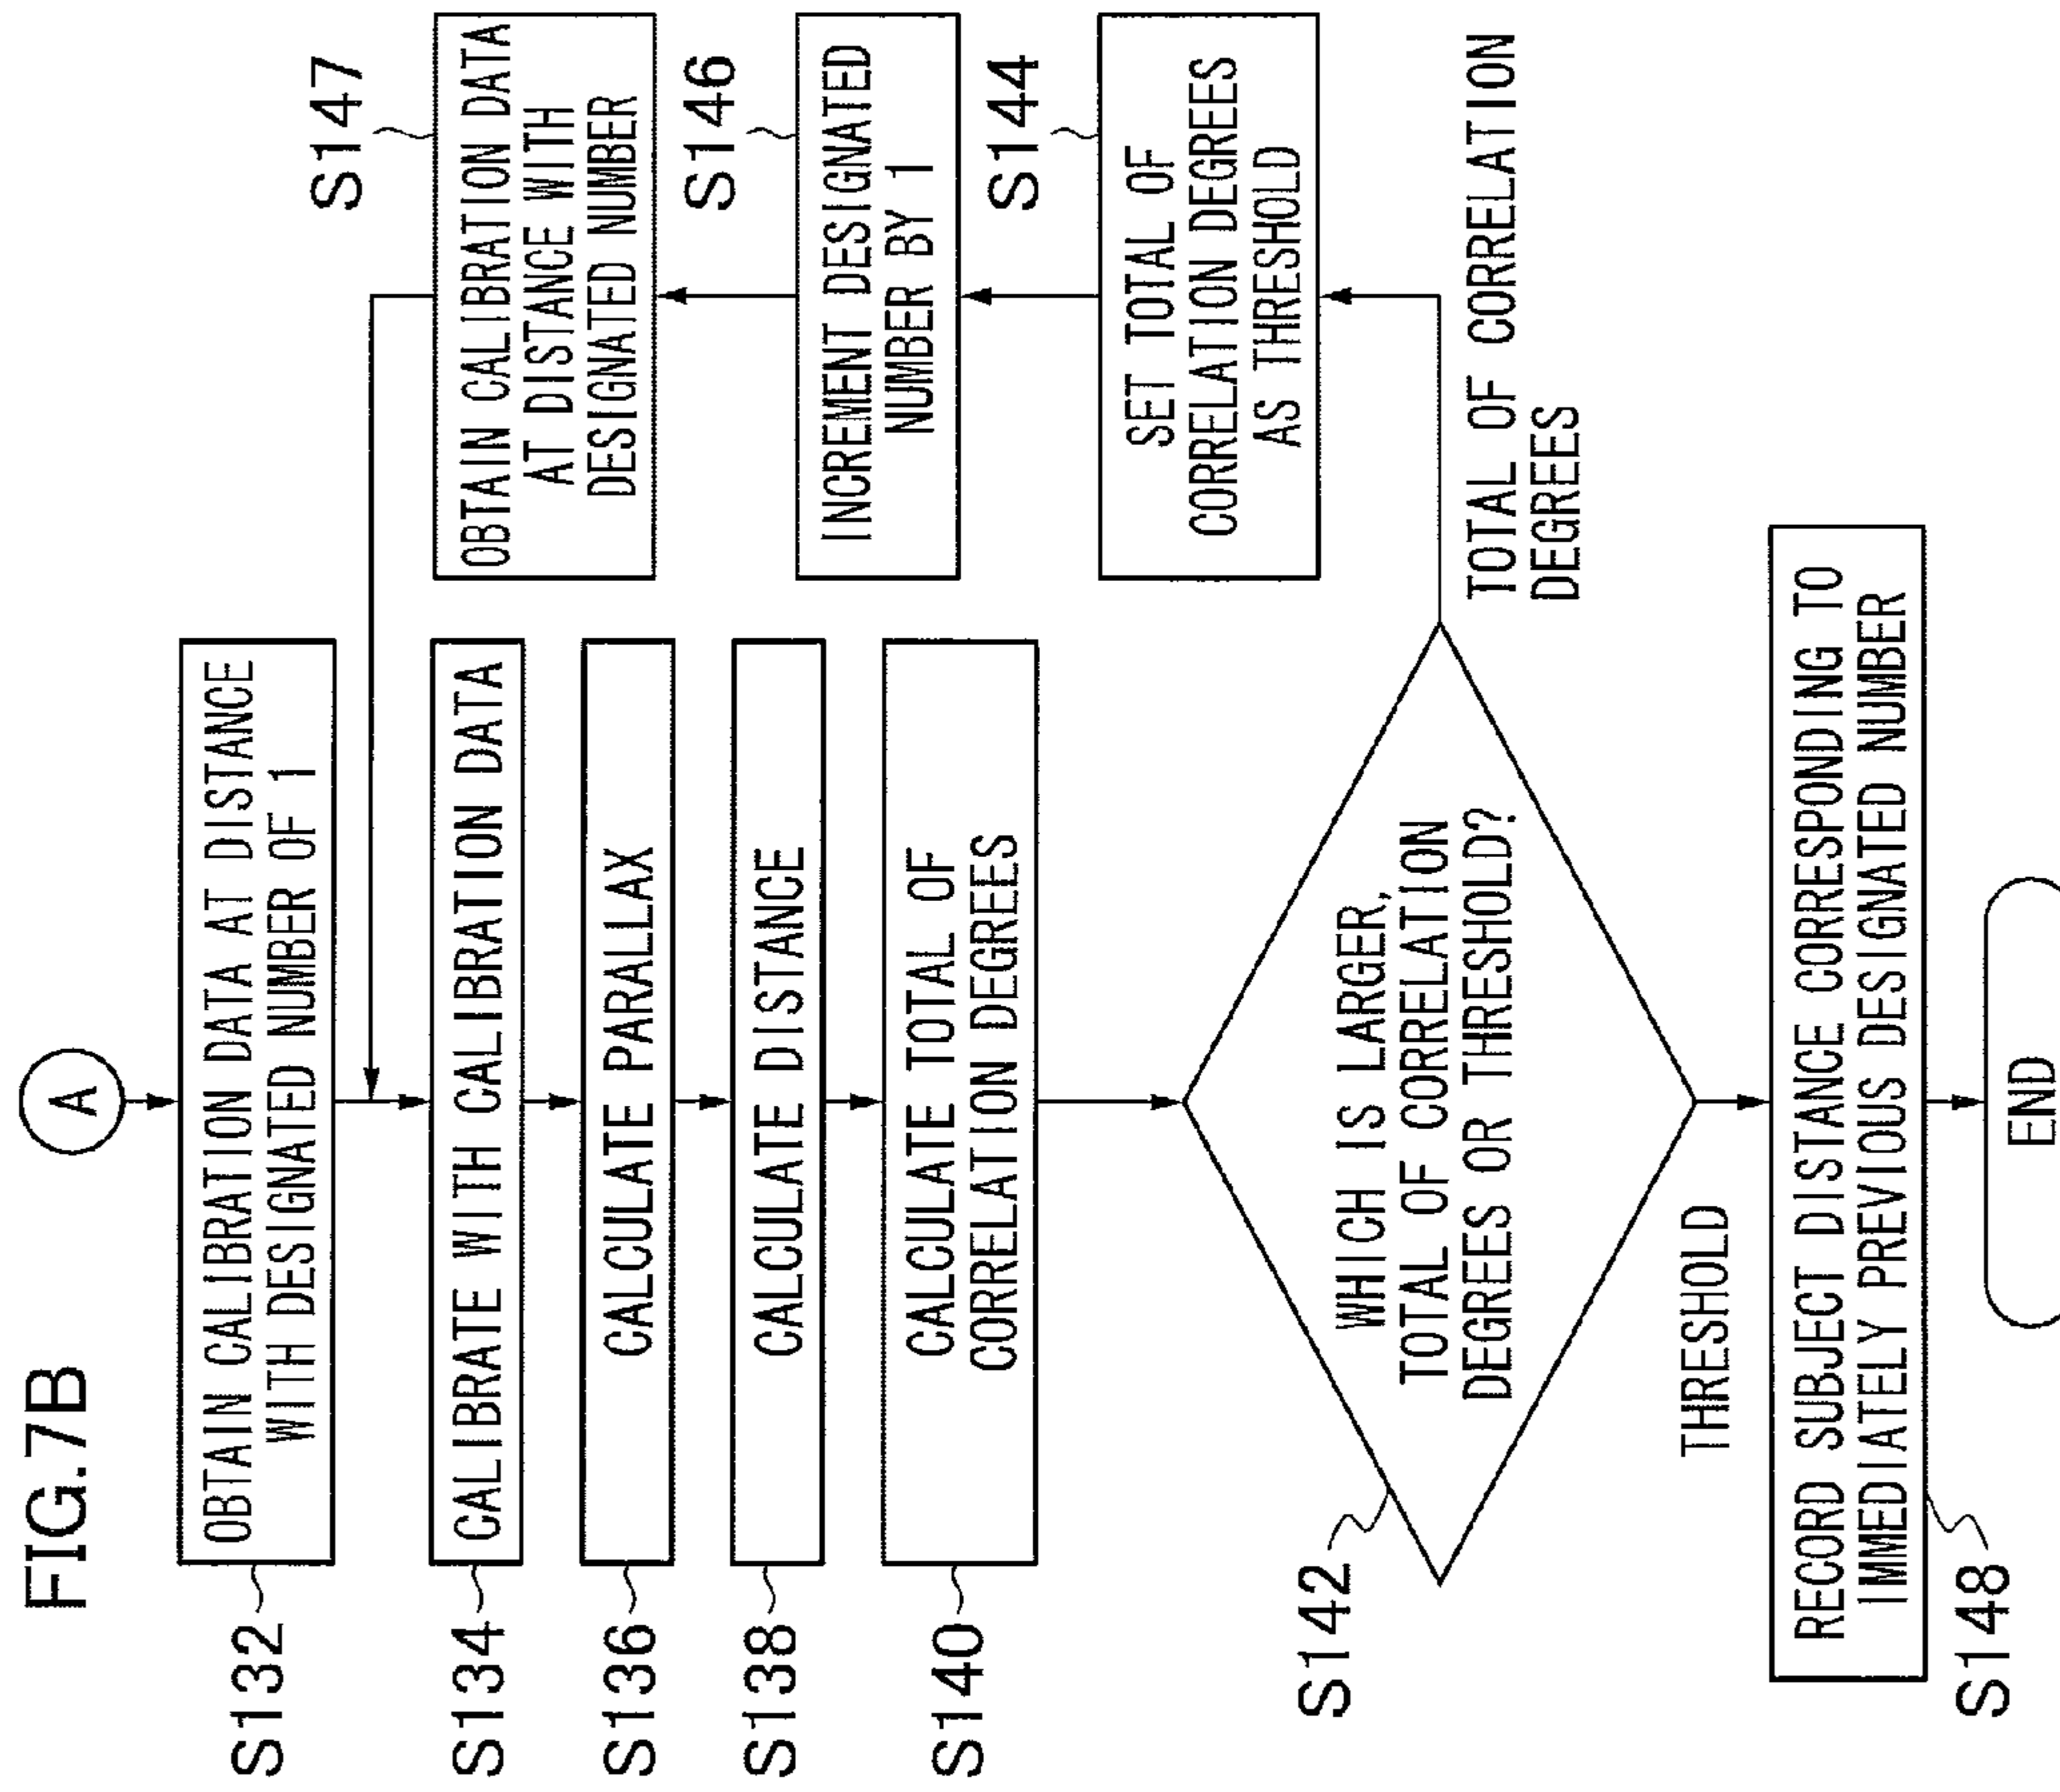 FIG.7B
A
S132
OBTAIN CALIBRATION DATA AT DISTANCE
WITH DESIGNATED NUMBER OF 1
S134
CALIBRATE WITH CALIBRATION DATA
S136
CALCULATE PARALLAX
S138
CALCULATE DISTANCE
S140
CALCULATE TOTAL OF
CORRELATION DEGREES
S142
WHICH IS LARGER,
TOTAL OF CORRELATION
DEGREES OR THRESHOLD?
TOTAL OF CORRELATION
DEGREES
S144
SET TOTAL OF
CORRELATION DEGREES
AS THRESHOLD
S146
INCREMENT DESIGNATED
NUMBER BY 1
S147
OBTAIN CALIBRATION DATA
AT DISTANCE WITH
DESIGNATED NUMBER
THRESHOLD
RECORD SUBJECT DISTANCE CORRESPONDING TO
IMMEDIATELY PREVIOUS DESIGNATED NUMBER
S148
END